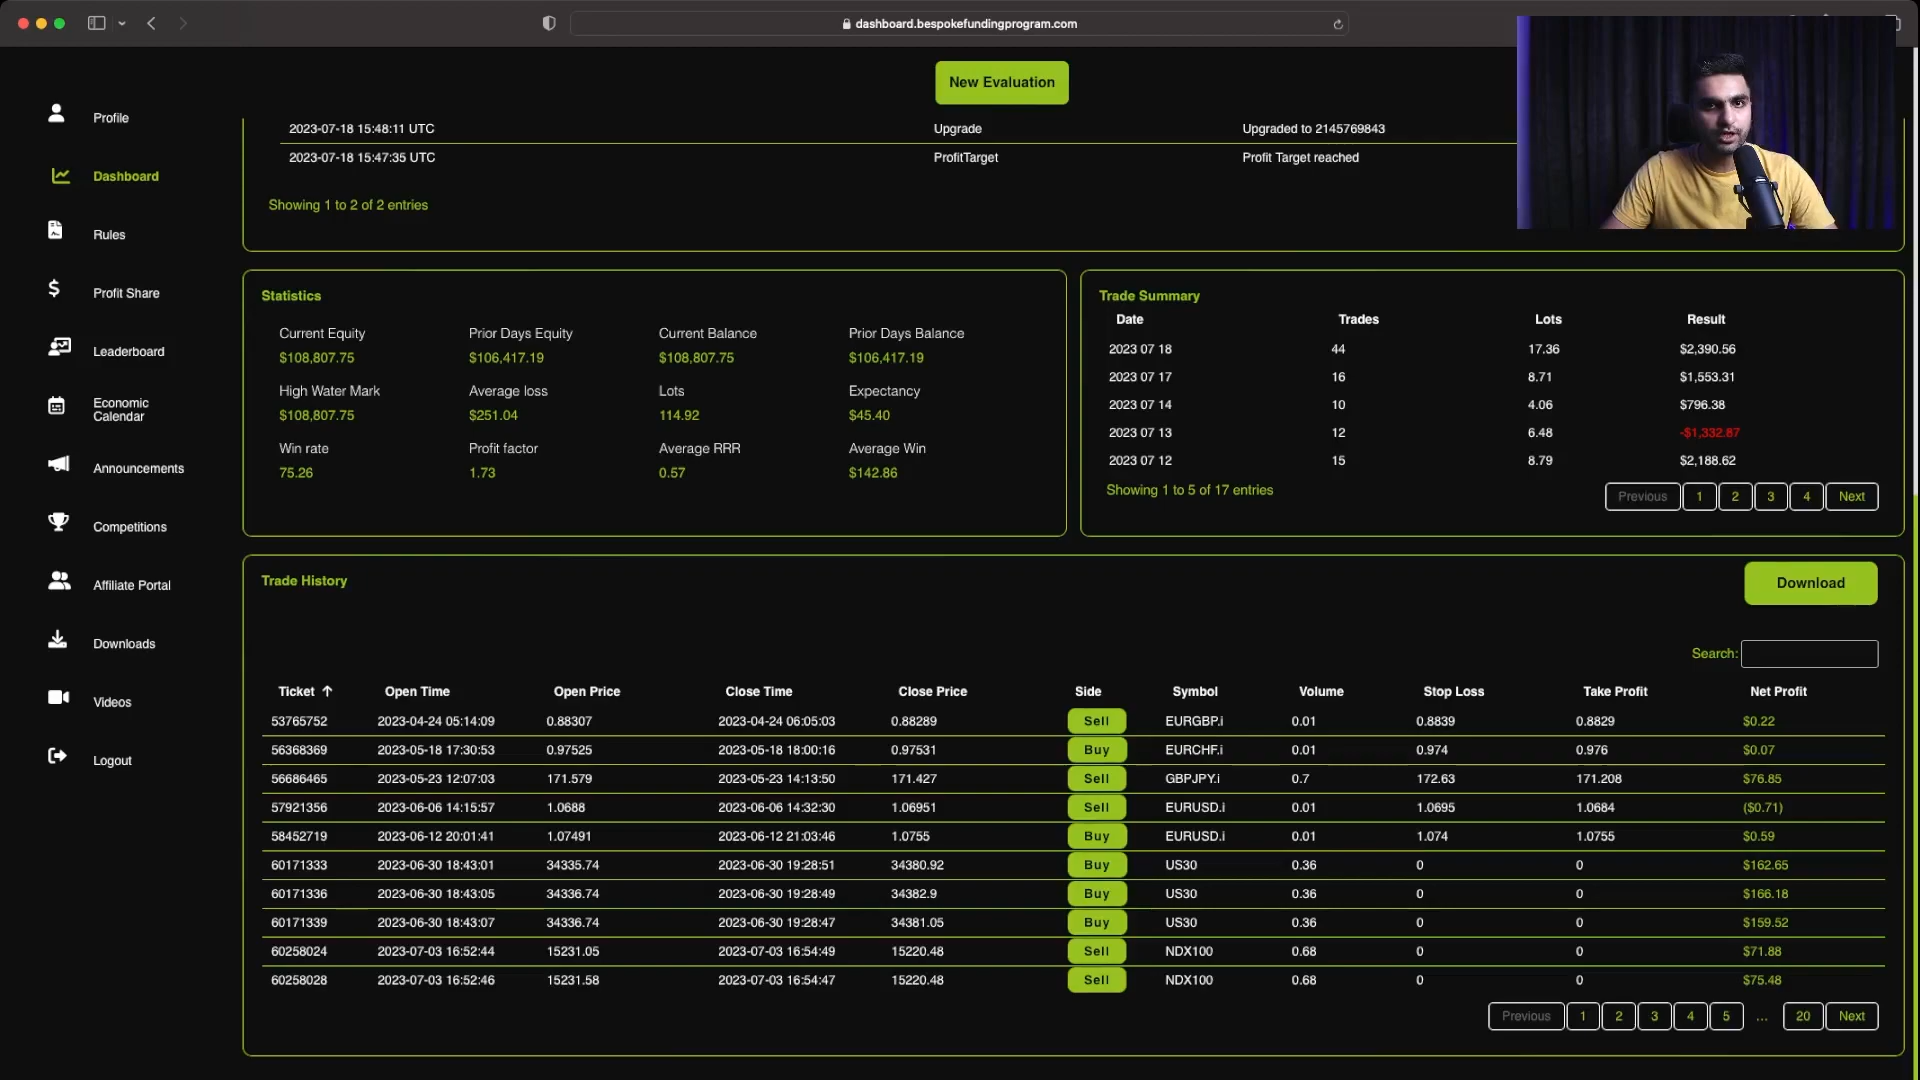 dashboard.bespokefundingprogram.com
New Evaluation
Profile
Dashboard
Rules
Profit Share
Leaderboard
Economic
Calendar
Announcements
Competitions
Affiliate Portal
Downloads
Videos
Logout
2023-07-18 15:48:11 UTC Upgrade Upgraded to 2145769843
2023-07-18 15:47:35 UTC ProfitTarget Profit Target reached
Showing 1 to 2 of 2 entries
Statistics
Current Equity Prior Days Equity Current Balance Prior Days Balance
$108,807.75 $106,417.19 $108,807.75 $106,417.19
High Water Mark Average loss Lots Expectancy
$108,807.75 $251.04 114.92 $45.40
Win rate Profit factor Average RRR Average Win
75.26 1.73 0.57 $142.86
Trade Summary
Date Trades Lots Result
2023 07 18 44 17.36 $2,390.56
2023 07 17 16 8.71 $1,553.31
2023 07 14 10 4.06 $796.38
2023 07 13 12 6.48 -$1,332.87
2023 07 12 15 8.79 $2,188.62
Showing 1 to 5 of 17 entries
Previous 1 2 3 4 Next
Trade History
Download
Search:
Ticket Open Time Open Price Close Time Close Price Side Symbol Volume Stop Loss Take Profit Net Profit
53765752 2023-04-24 05:14:09 0.88307 2023-04-24 06:05:03 0.88289 Sell EURGBP.i 0.01 0.8839 0.8829 $0.22
56368369 2023-05-18 17:30:53 0.97525 2023-05-18 18:00:16 0.97531 Buy EURCHF.i 0.01 0.974 0.976 $0.07
56686465 2023-05-23 12:07:03 171.579 2023-05-23 14:13:50 171.427 Sell GBPJPY.i 0.7 172.63 171.208 $76.85
57921356 2023-06-06 14:15:57 1.0688 2023-06-06 14:32:30 1.06951 Sell EURUSD.i 0.01 1.0695 1.0684 ($0.71)
58452719 2023-06-12 20:01:41 1.07491 2023-06-12 21:03:46 1.0755 Buy EURUSD.i 0.01 1.074 1.0755 $0.59
60171333 2023-06-30 18:43:01 34335.74 2023-06-30 19:28:51 34380.92 Buy US30 0.36 0 0 $162.65
60171336 2023-06-30 18:43:05 34336.74 2023-06-30 19:28:49 34382.9 Buy US30 0.36 0 0 $166.18
60171339 2023-06-30 18:43:07 34336.74 2023-06-30 19:28:47 34381.05 Buy US30 0.36 0 0 $159.52
60258024 2023-07-03 16:52:44 15231.05 2023-07-03 16:54:49 15220.48 Sell NDX100 0.68 0 0 $71.88
60258028 2023-07-03 16:52:46 15231.58 2023-07-03 16:54:47 15220.48 Sell NDX100 0.68 0 0 $75.48
Previous 1 2 3 4 5 ... 20 Next